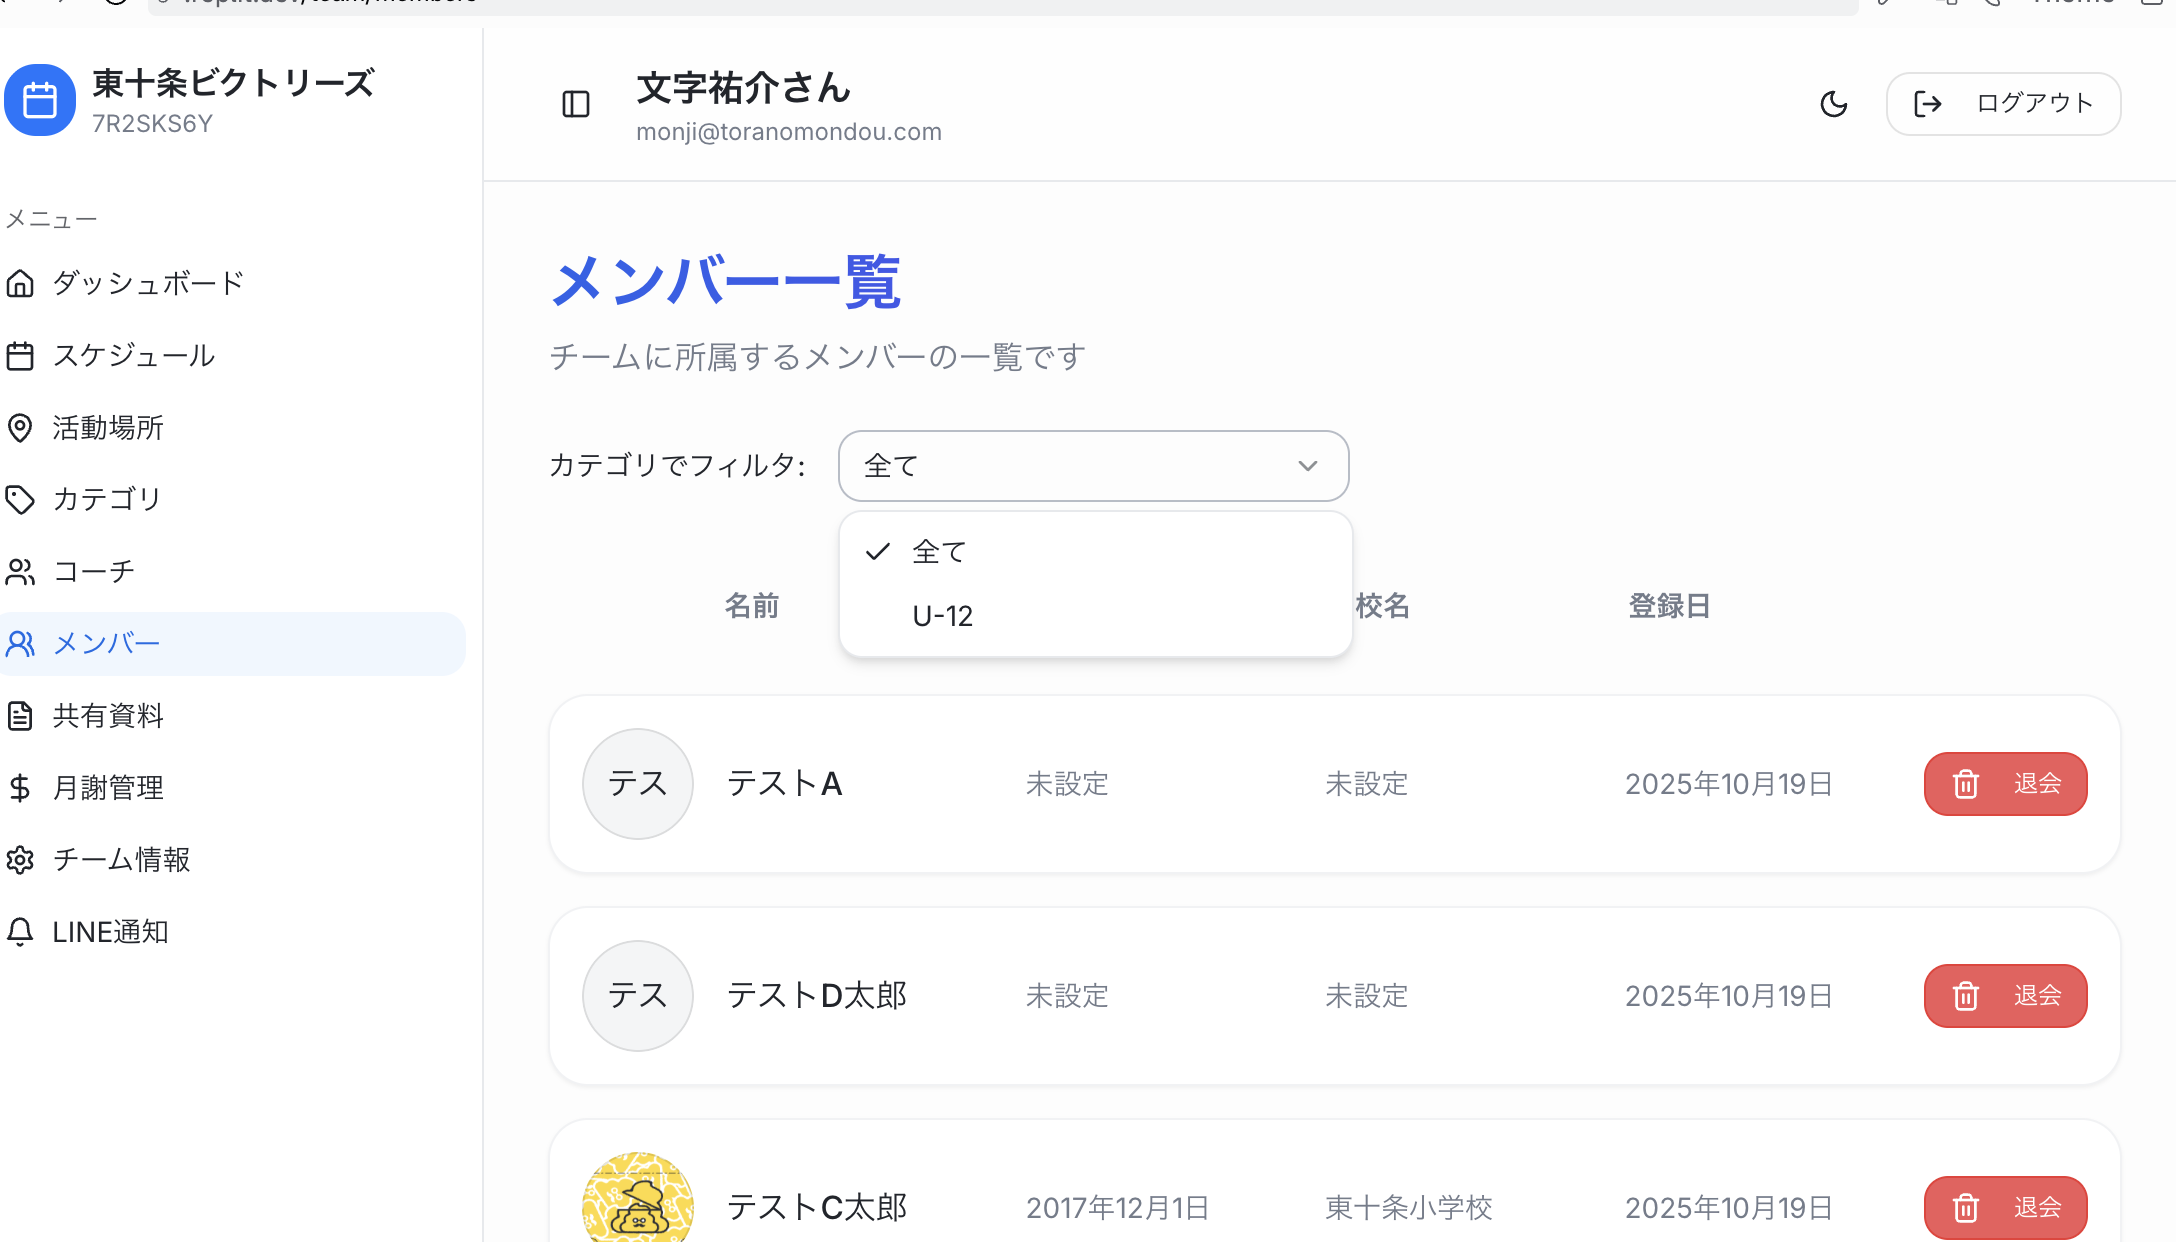 東十条ビクトリーズ
7R2SKS6Y
メニュー
ダッシュボード
スケジュール
活動場所
カテゴリ
コーチ
メンバー
共有資料
月謝管理
チーム情報
LINE通知
文字祐介さん
monji@toranomondou.com
ログアウト
メンバー一覧
チームに所属するメンバーの一覧です
カテゴリでフィルタ:
全て
全て
U-12
名前
校名
登録日
テス
テストA
未設定
未設定
2025年10月19日
退会
テス
テストD太郎
未設定
未設定
2025年10月19日
退会
テストC太郎
2017年12月1日
東十条小学校
2025年10月19日
退会